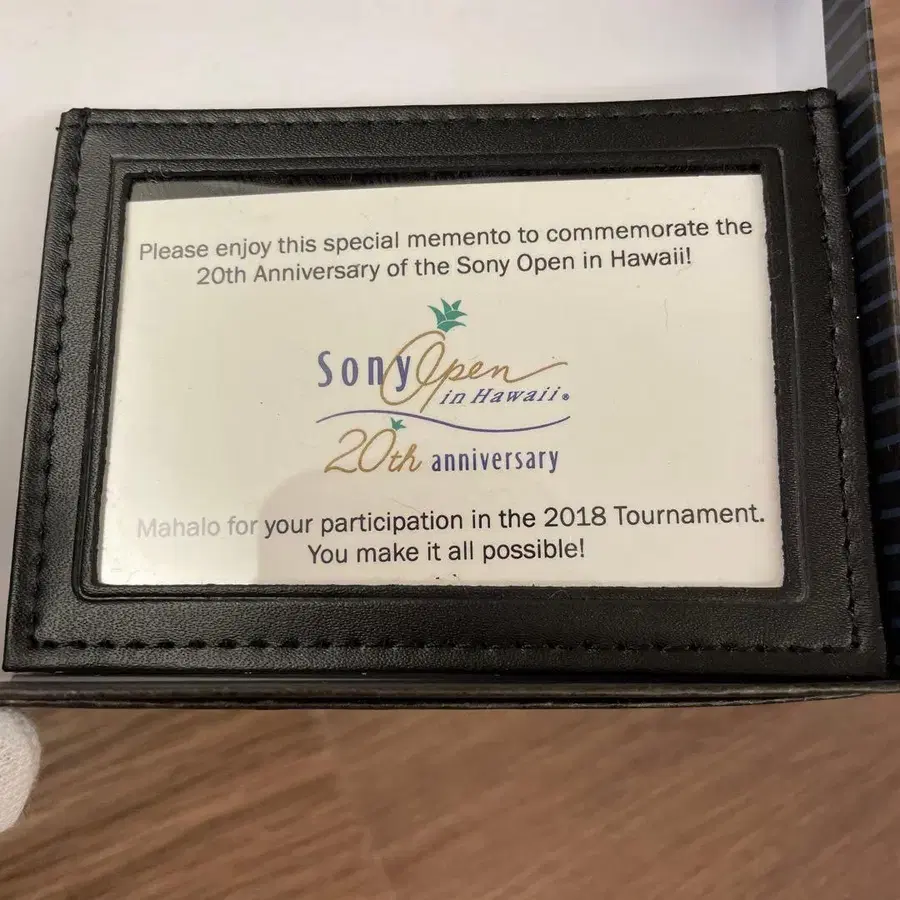 Please enjoy this special memento to commemorate the
20th Anniversary of the Sony Open in Hawaii!
Sony Open
in Hawaii®
20th anniversary
Mahalo for your participation in the 2018 Tournament.
You make it all possible!